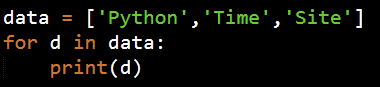 data = ['Python','Time','Site']
for d in data:
    print(d)